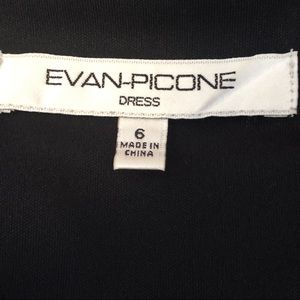 EVAN-PICONE
DRESS
6
MADE IN
CHINA